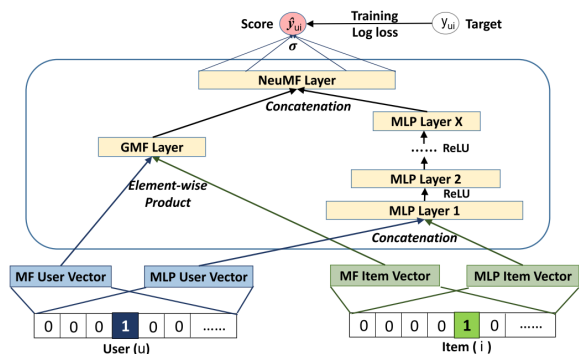 Score ŷui Training yui Target
Log loss
σ
NeuMF Layer
Concatenation
MLP Layer X
GMF Layer
...... ReLU
Element-wise
Product
MLP Layer 2
ReLU
MLP Layer 1
Concatenation
MF User Vector MLP User Vector MF Item Vector MLP Item Vector
0 0 0 1 0 0 ...... 0 0 0 0 1 0 ......
User (u) Item ( i )